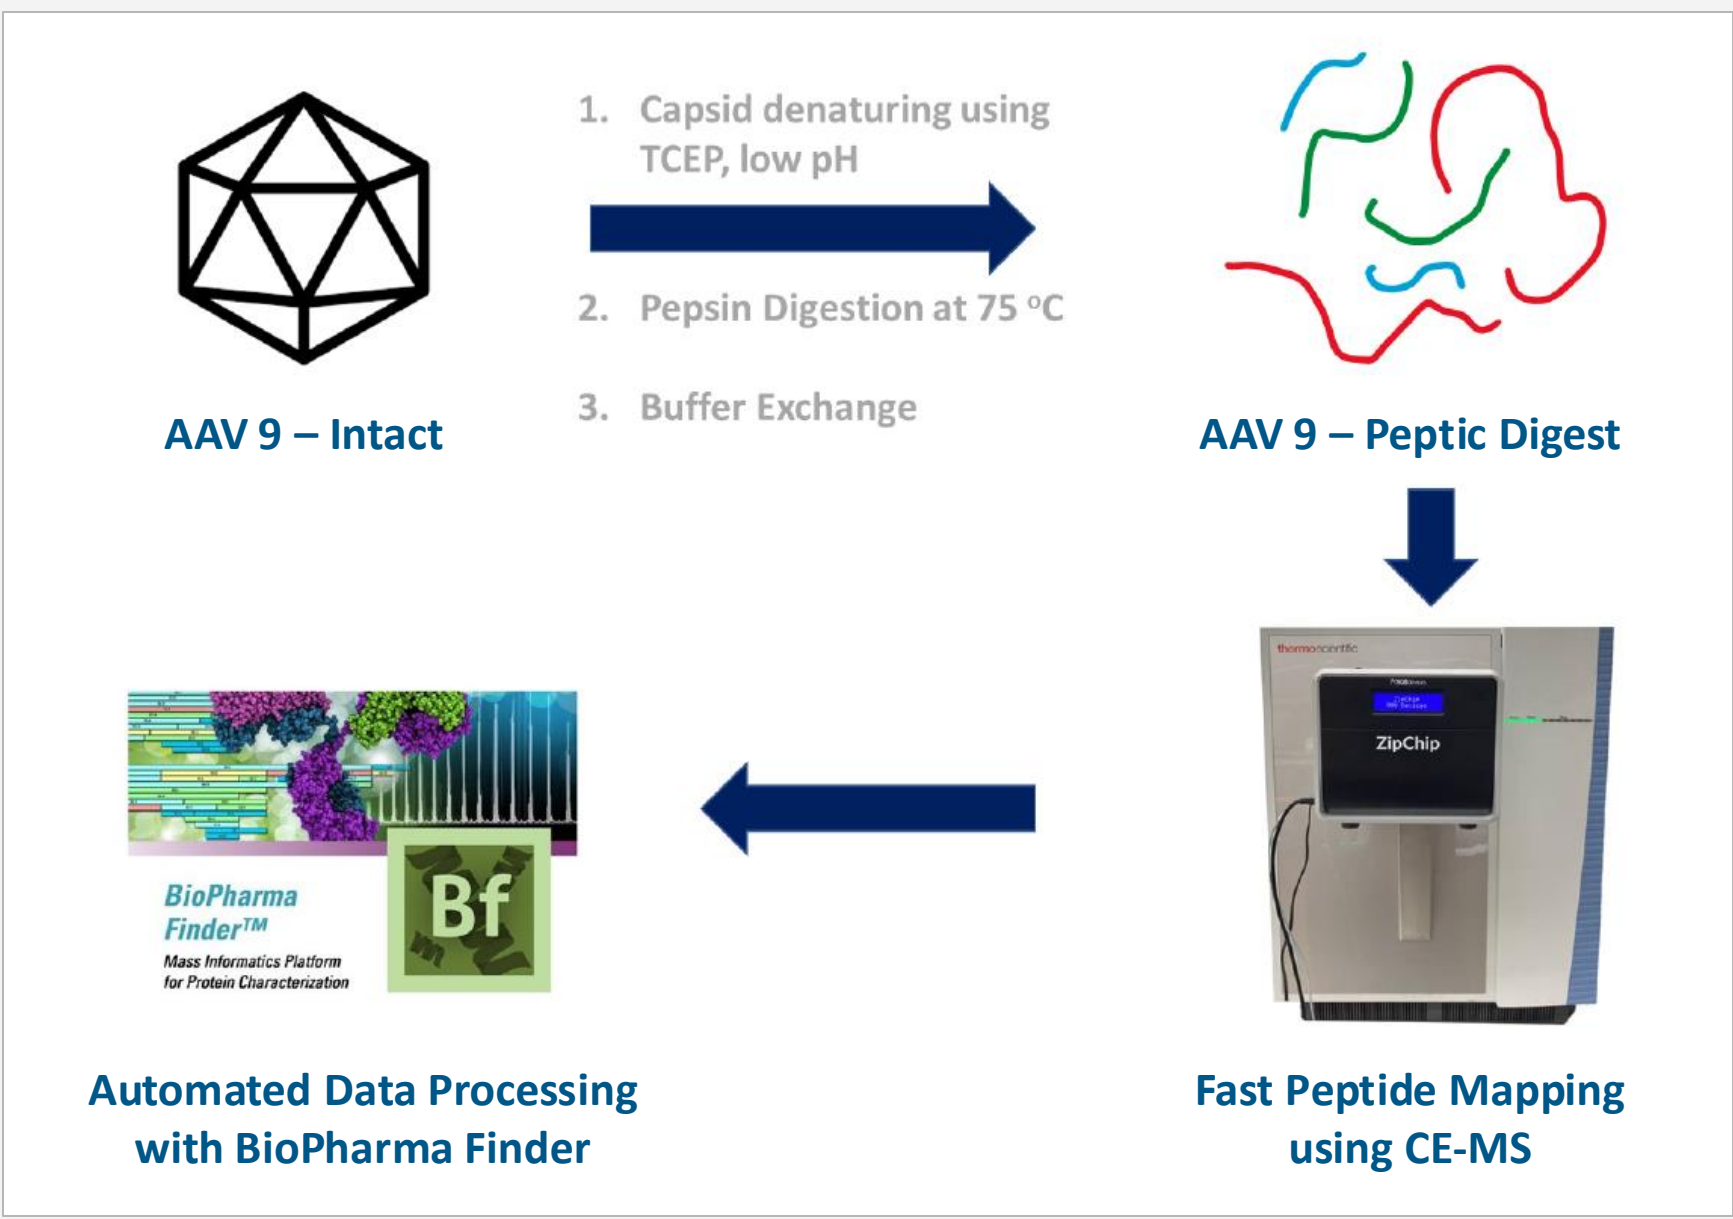 1. Capsid denaturing using
TCEP, low pH
2. Pepsin Digestion at 75 °C
3. Buffer Exchange
AAV 9 – Intact
AAV 9 – Peptic Digest
thermoscientific
ZipChip
Bf
BioPharma
Finder™
Mass Informatics Platform
for Protein Characterization
Automated Data Processing
with BioPharma Finder
Fast Peptide Mapping
using CE-MS